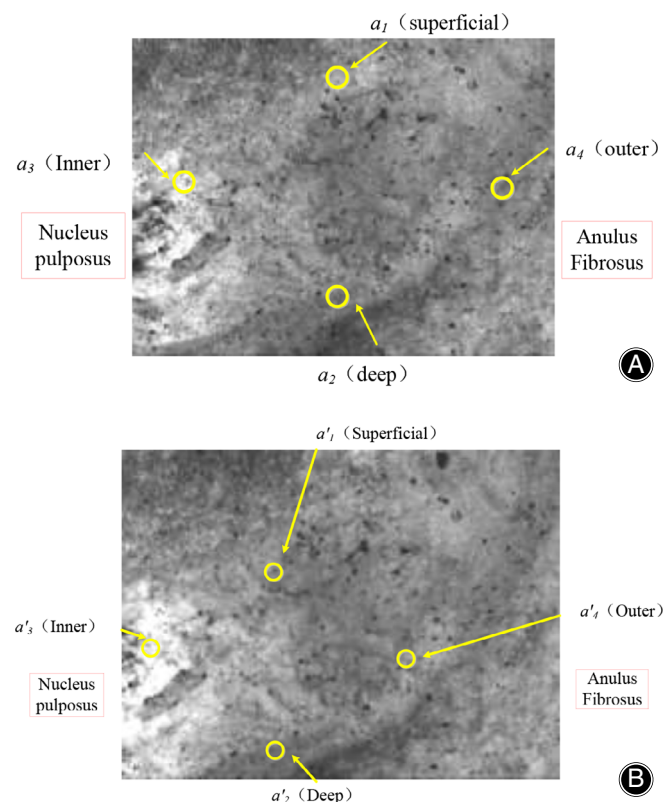 a₁（superficial）
a₃（Inner）
a₄（outer）
Nucleus
pulposus
Anulus
Fibrosus
a₂（deep）
A
a'₁（Superficial）
a'₃（Inner）
a'₄（Outer）
Nucleus
pulposus
Anulus
Fibrosus
a'₂（Deep）
B